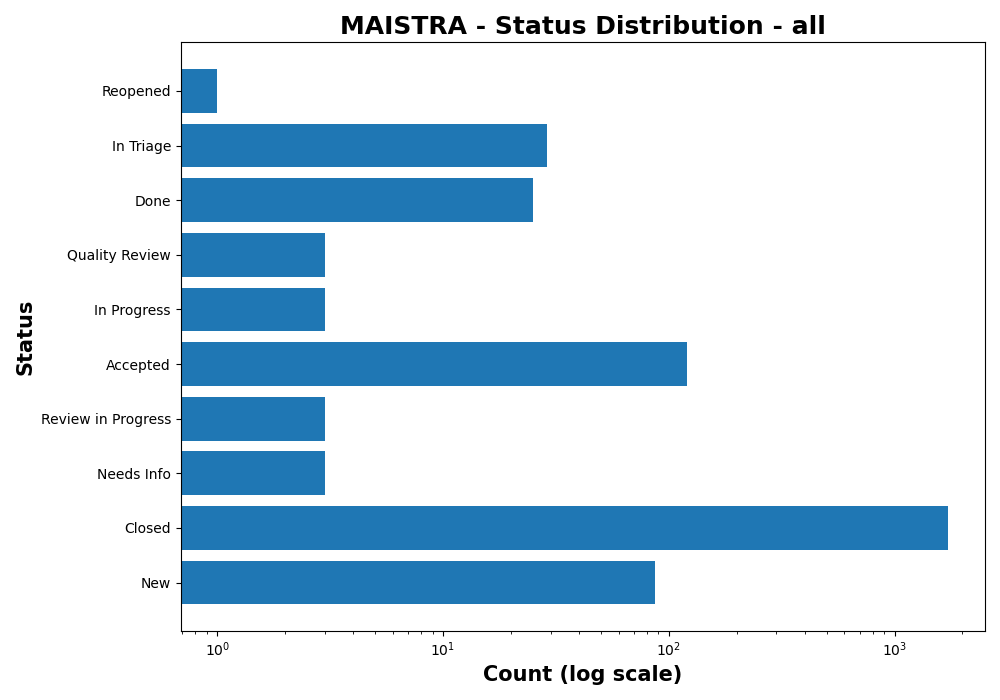 MAISTRA - Status Distribution - all
Status
Reopened
In Triage
Done
Quality Review
In Progress
Accepted
Review in Progress
Needs Info
Closed
New
10⁰ 10¹ 10² 10³
Count (log scale)